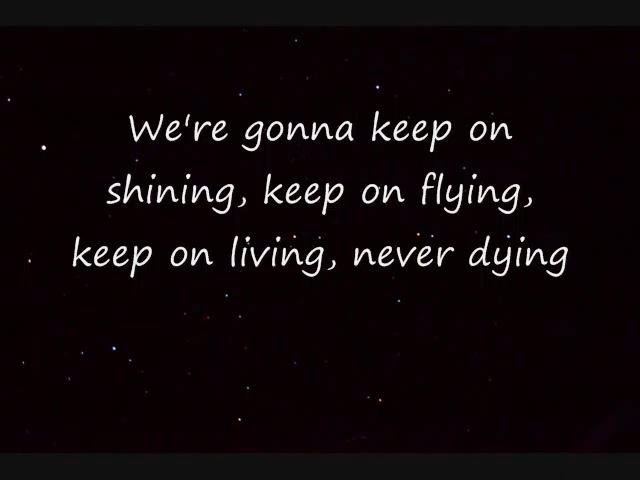 We're gonna keep on
shining, keep on flying,
keep on living, never dying